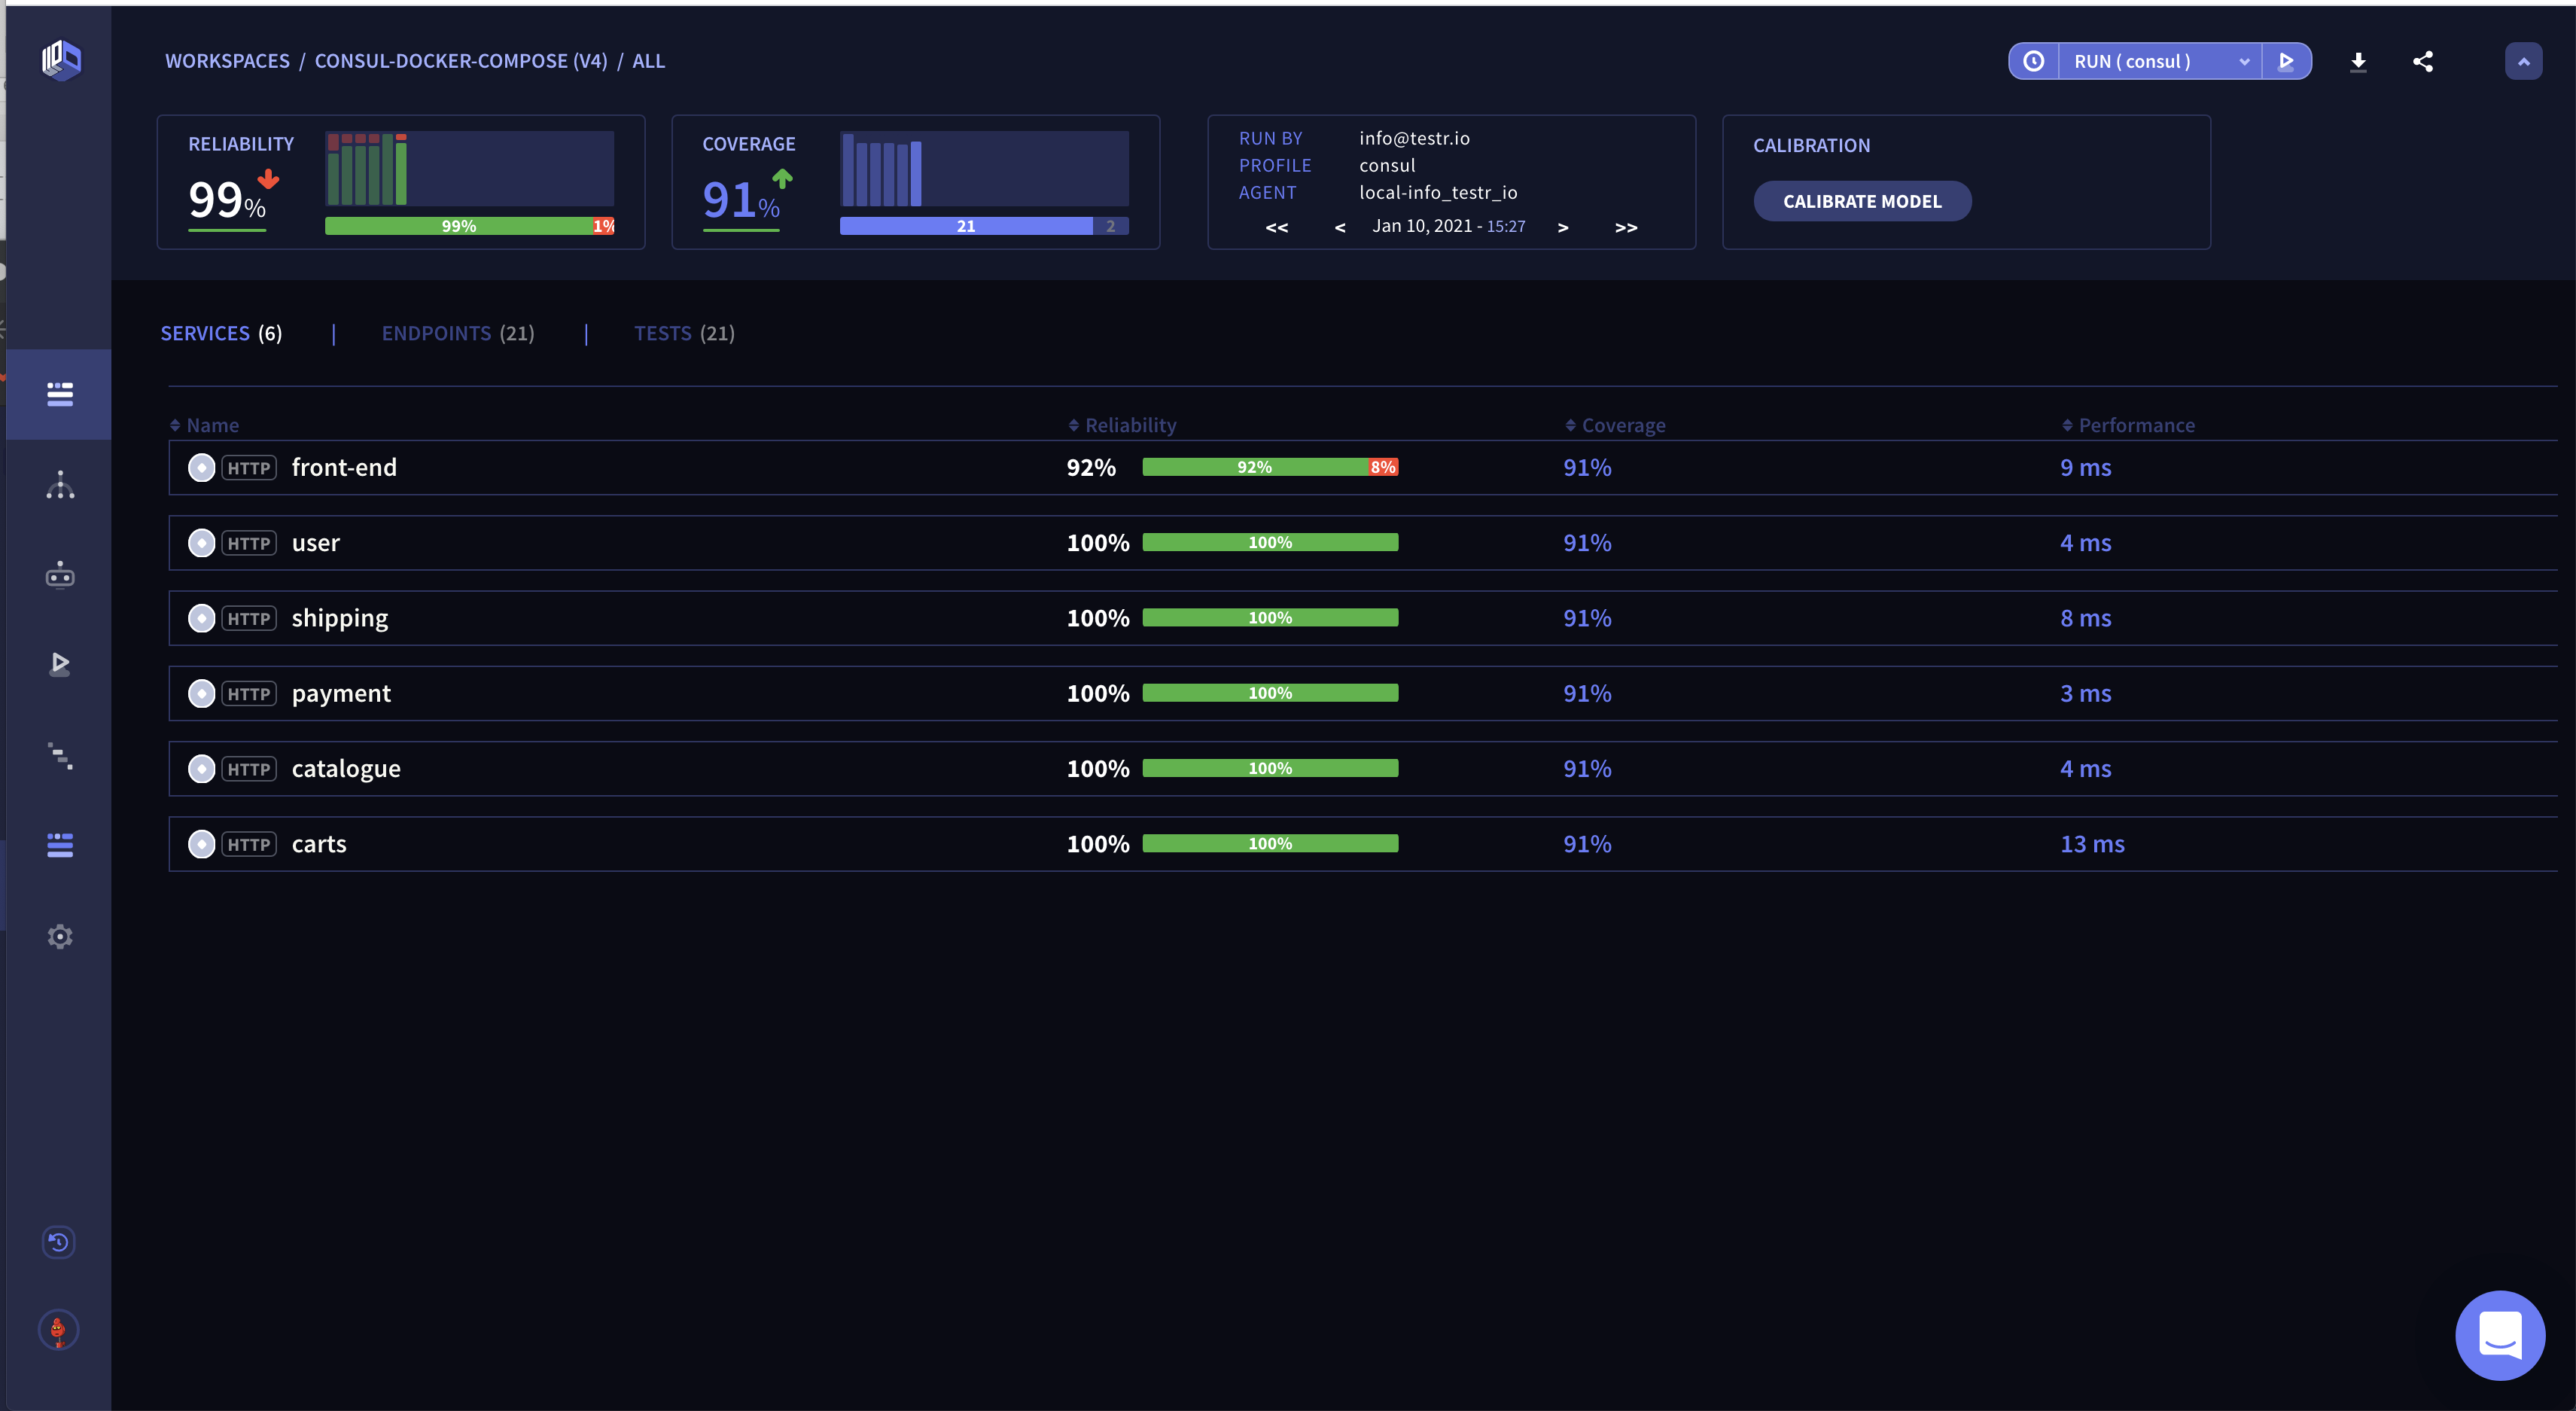 WORKSPACES / CONSUL-DOCKER-COMPOSE (V4) / ALL
RUN ( consul )
RELIABILITY
99%
99% 1%
COVERAGE
91%
21 2
RUN BY info@testr.io
PROFILE consul
AGENT local-info_testr_io
<< < Jan 10, 2021 - 15:27 > >>
CALIBRATION
CALIBRATE MODEL
SERVICES (6) | ENDPOINTS (21) | TESTS (21)
Name Reliability Coverage Performance
HTTP front-end 92% 92% 8% 91% 9 ms
HTTP user 100% 100% 91% 4 ms
HTTP shipping 100% 100% 91% 8 ms
HTTP payment 100% 100% 91% 3 ms
HTTP catalogue 100% 100% 91% 4 ms
HTTP carts 100% 100% 91% 13 ms